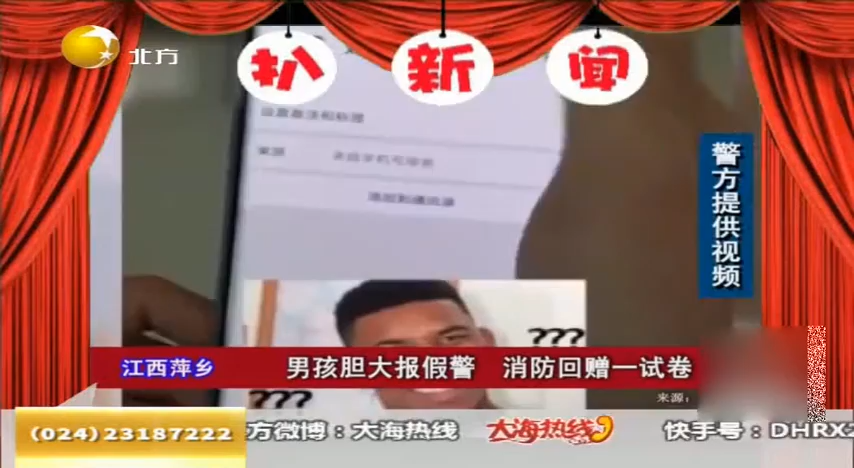 北方
扒新闻
警方提供视频
???
???
江西萍乡
男孩胆大报假警 消防回赠一试卷
来源：
(024)23187222
方微博：大海热线
大海热线
快手号：DHRX2